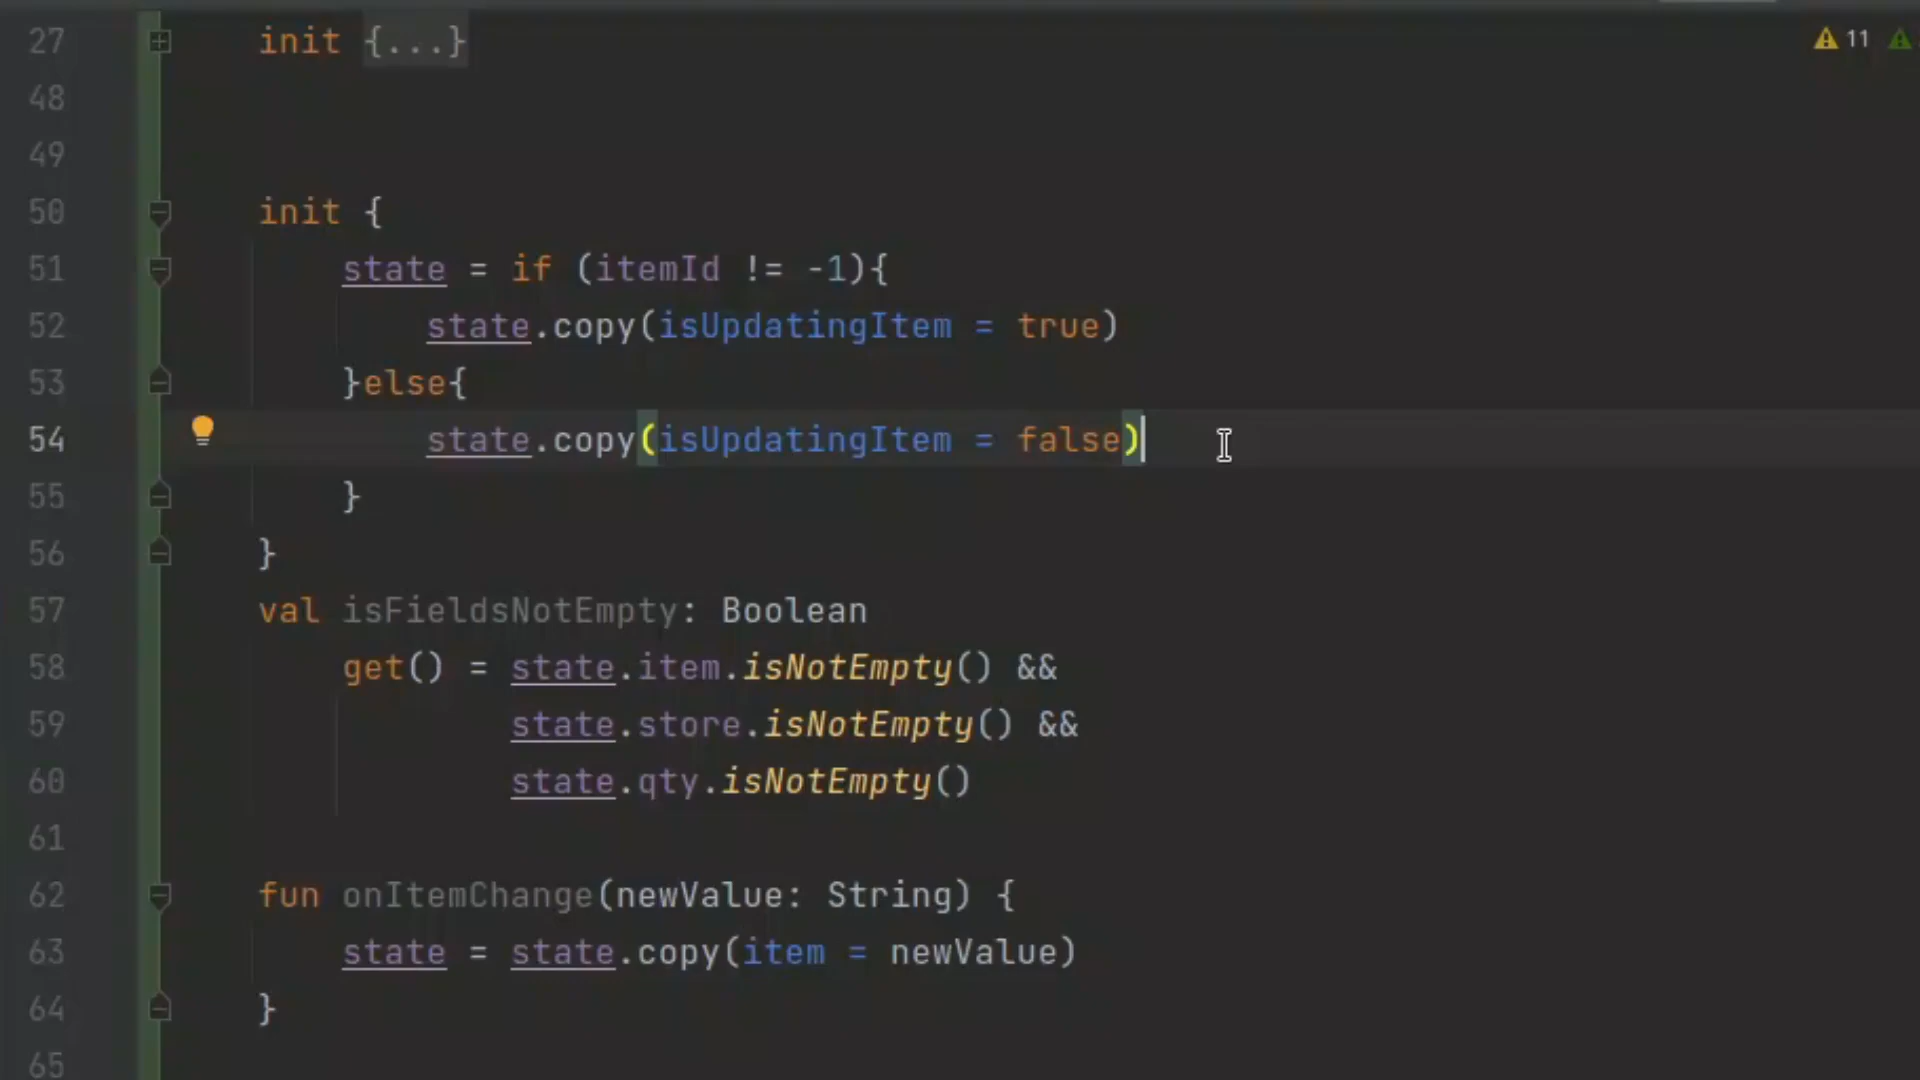 27 init {...} 11
48
49
50 init {
51 state = if (itemId != -1){
52 state.copy(isUpdatingItem = true)
53 }else{
54 state.copy(isUpdatingItem = false)
55 }
56 }
57 val isFieldsNotEmpty: Boolean
58 get() = state.item.isNotEmpty() &&
59 state.store.isNotEmpty() &&
60 state.qty.isNotEmpty()
61
62 fun onItemChange(newValue: String) {
63 state = state.copy(item = newValue)
64 }
65